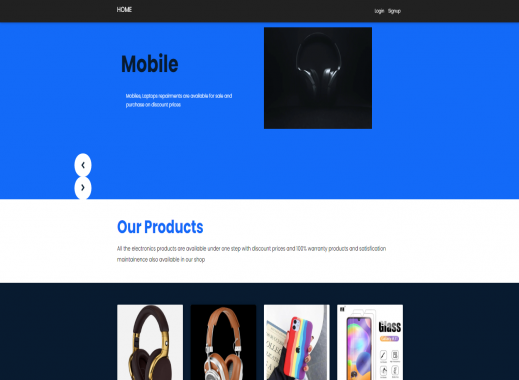 HOME
Login Signup
Mobile
Mobiles, Laptops repairments are available for sale and
purchase on discount prices
Our Products
All the electronics products are available under one step with discount prices and 100% warranty products and satisfication
maintainence also available in our shop
Glass